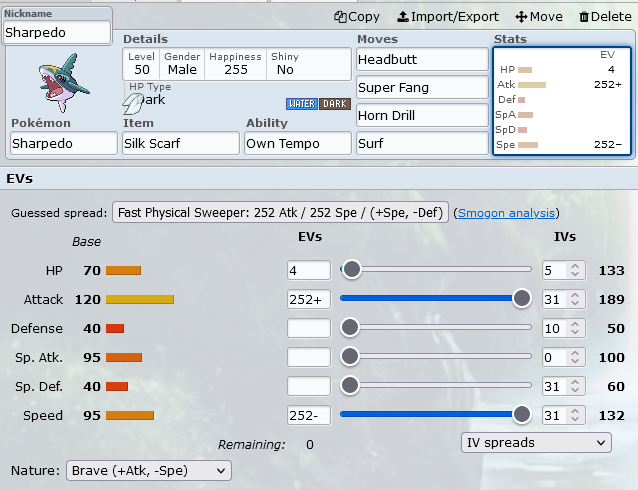 Nickname
Sharpedo
Copy Import/Export Move Delete
Details
Moves
Stats
Level Gender Happiness Shiny
50 Male 255 No
HP Type
Dark
WATER DARK
Headbutt
Super Fang
Horn Drill
Surf
EV
HP 4
Atk 252+
Def
SpA
SpD
Spe 252−
Pokémon Item Ability
Sharpedo Silk Scarf Own Tempo
EVs
Guessed spread: Fast Physical Sweeper: 252 Atk / 252 Spe / (+Spe, -Def) (Smogon analysis)
Base EVs IVs
HP 70 4 5 133
Attack 120 252+ 31 189
Defense 40 10 50
Sp. Atk. 95 0 100
Sp. Def. 40 31 60
Speed 95 252- 31 132
Remaining: 0
IV spreads
Nature: Brave (+Atk, -Spe)